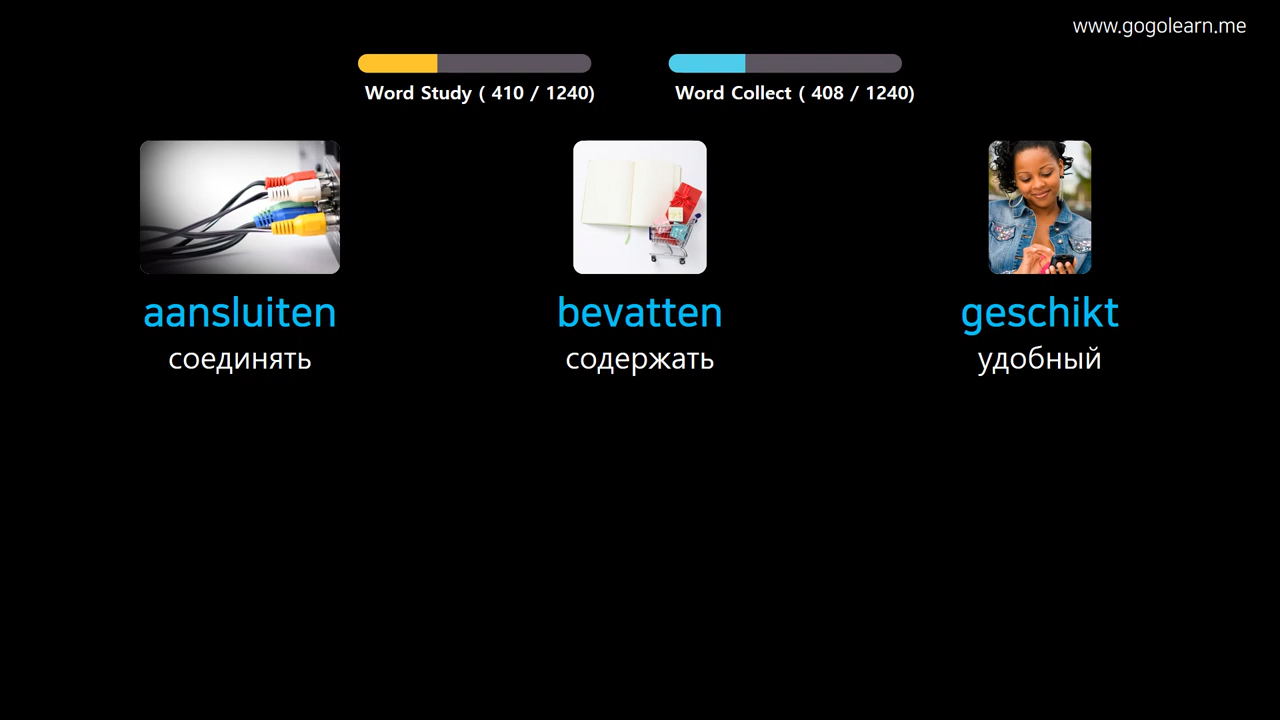 www.gogolearn.me
Word Study ( 410 / 1240)
Word Collect ( 408 / 1240)
aansluiten
соединять
bevatten
содержать
geschikt
удобный